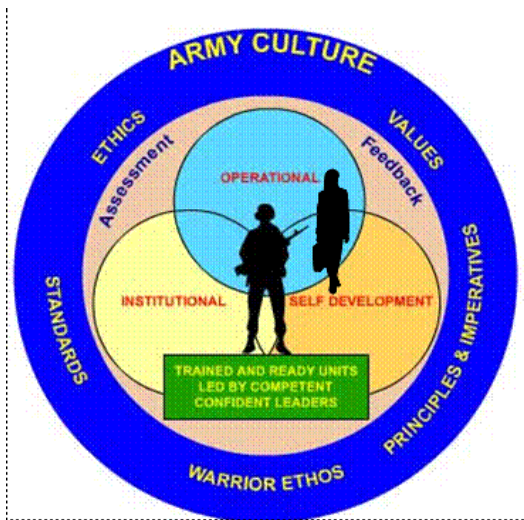 ARMY CULTURE
ETHICS
VALUES
Assessment
Feedback
OPERATIONAL
INSTITUTIONAL
SELF DEVELOPMENT
STANDARDS
PRINCIPLES & IMPERATIVES
TRAINED AND READY UNITS
LED BY COMPETENT
CONFIDENT LEADERS
WARRIOR ETHOS